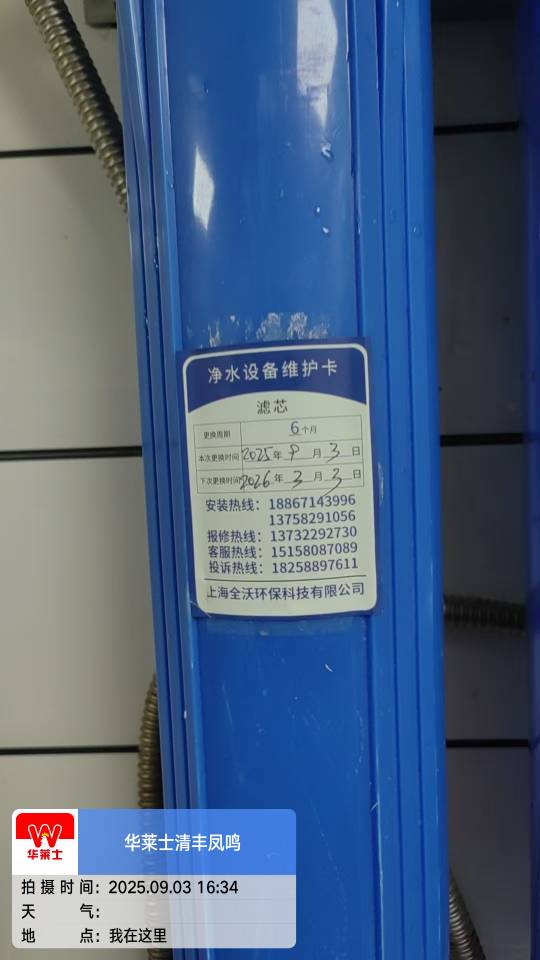 净水设备维护卡
滤芯
更换周期 6个月
本次更换时间 2025年9月3日
下次更换时间 2026年3月3日
安装热线：18867143996
13758291056
报修热线：13732292730
客服热线：15158087089
投诉热线：18258897611
上海全沃环保科技有限公司
华莱士
华莱士清丰凤鸣
拍摄时间：2025.09.03 16:34
天气：
地点：我在这里